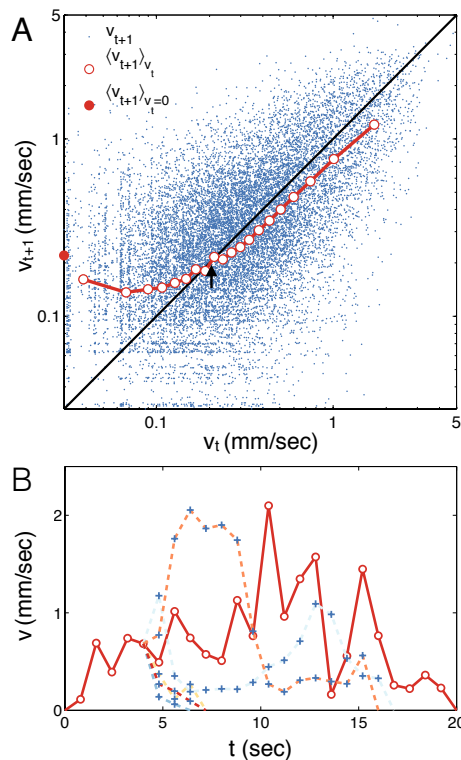 A
5
v_{t+1}
⟨v_{t+1}⟩_{v_t}
⟨v_{t+1}⟩_{v_t=0}
1
v_{t+1} (mm/sec)
0.1
0.1
1
5
v_t (mm/sec)
B
2
v (mm/sec)
1
0
0
5
10
15
20
t (sec)